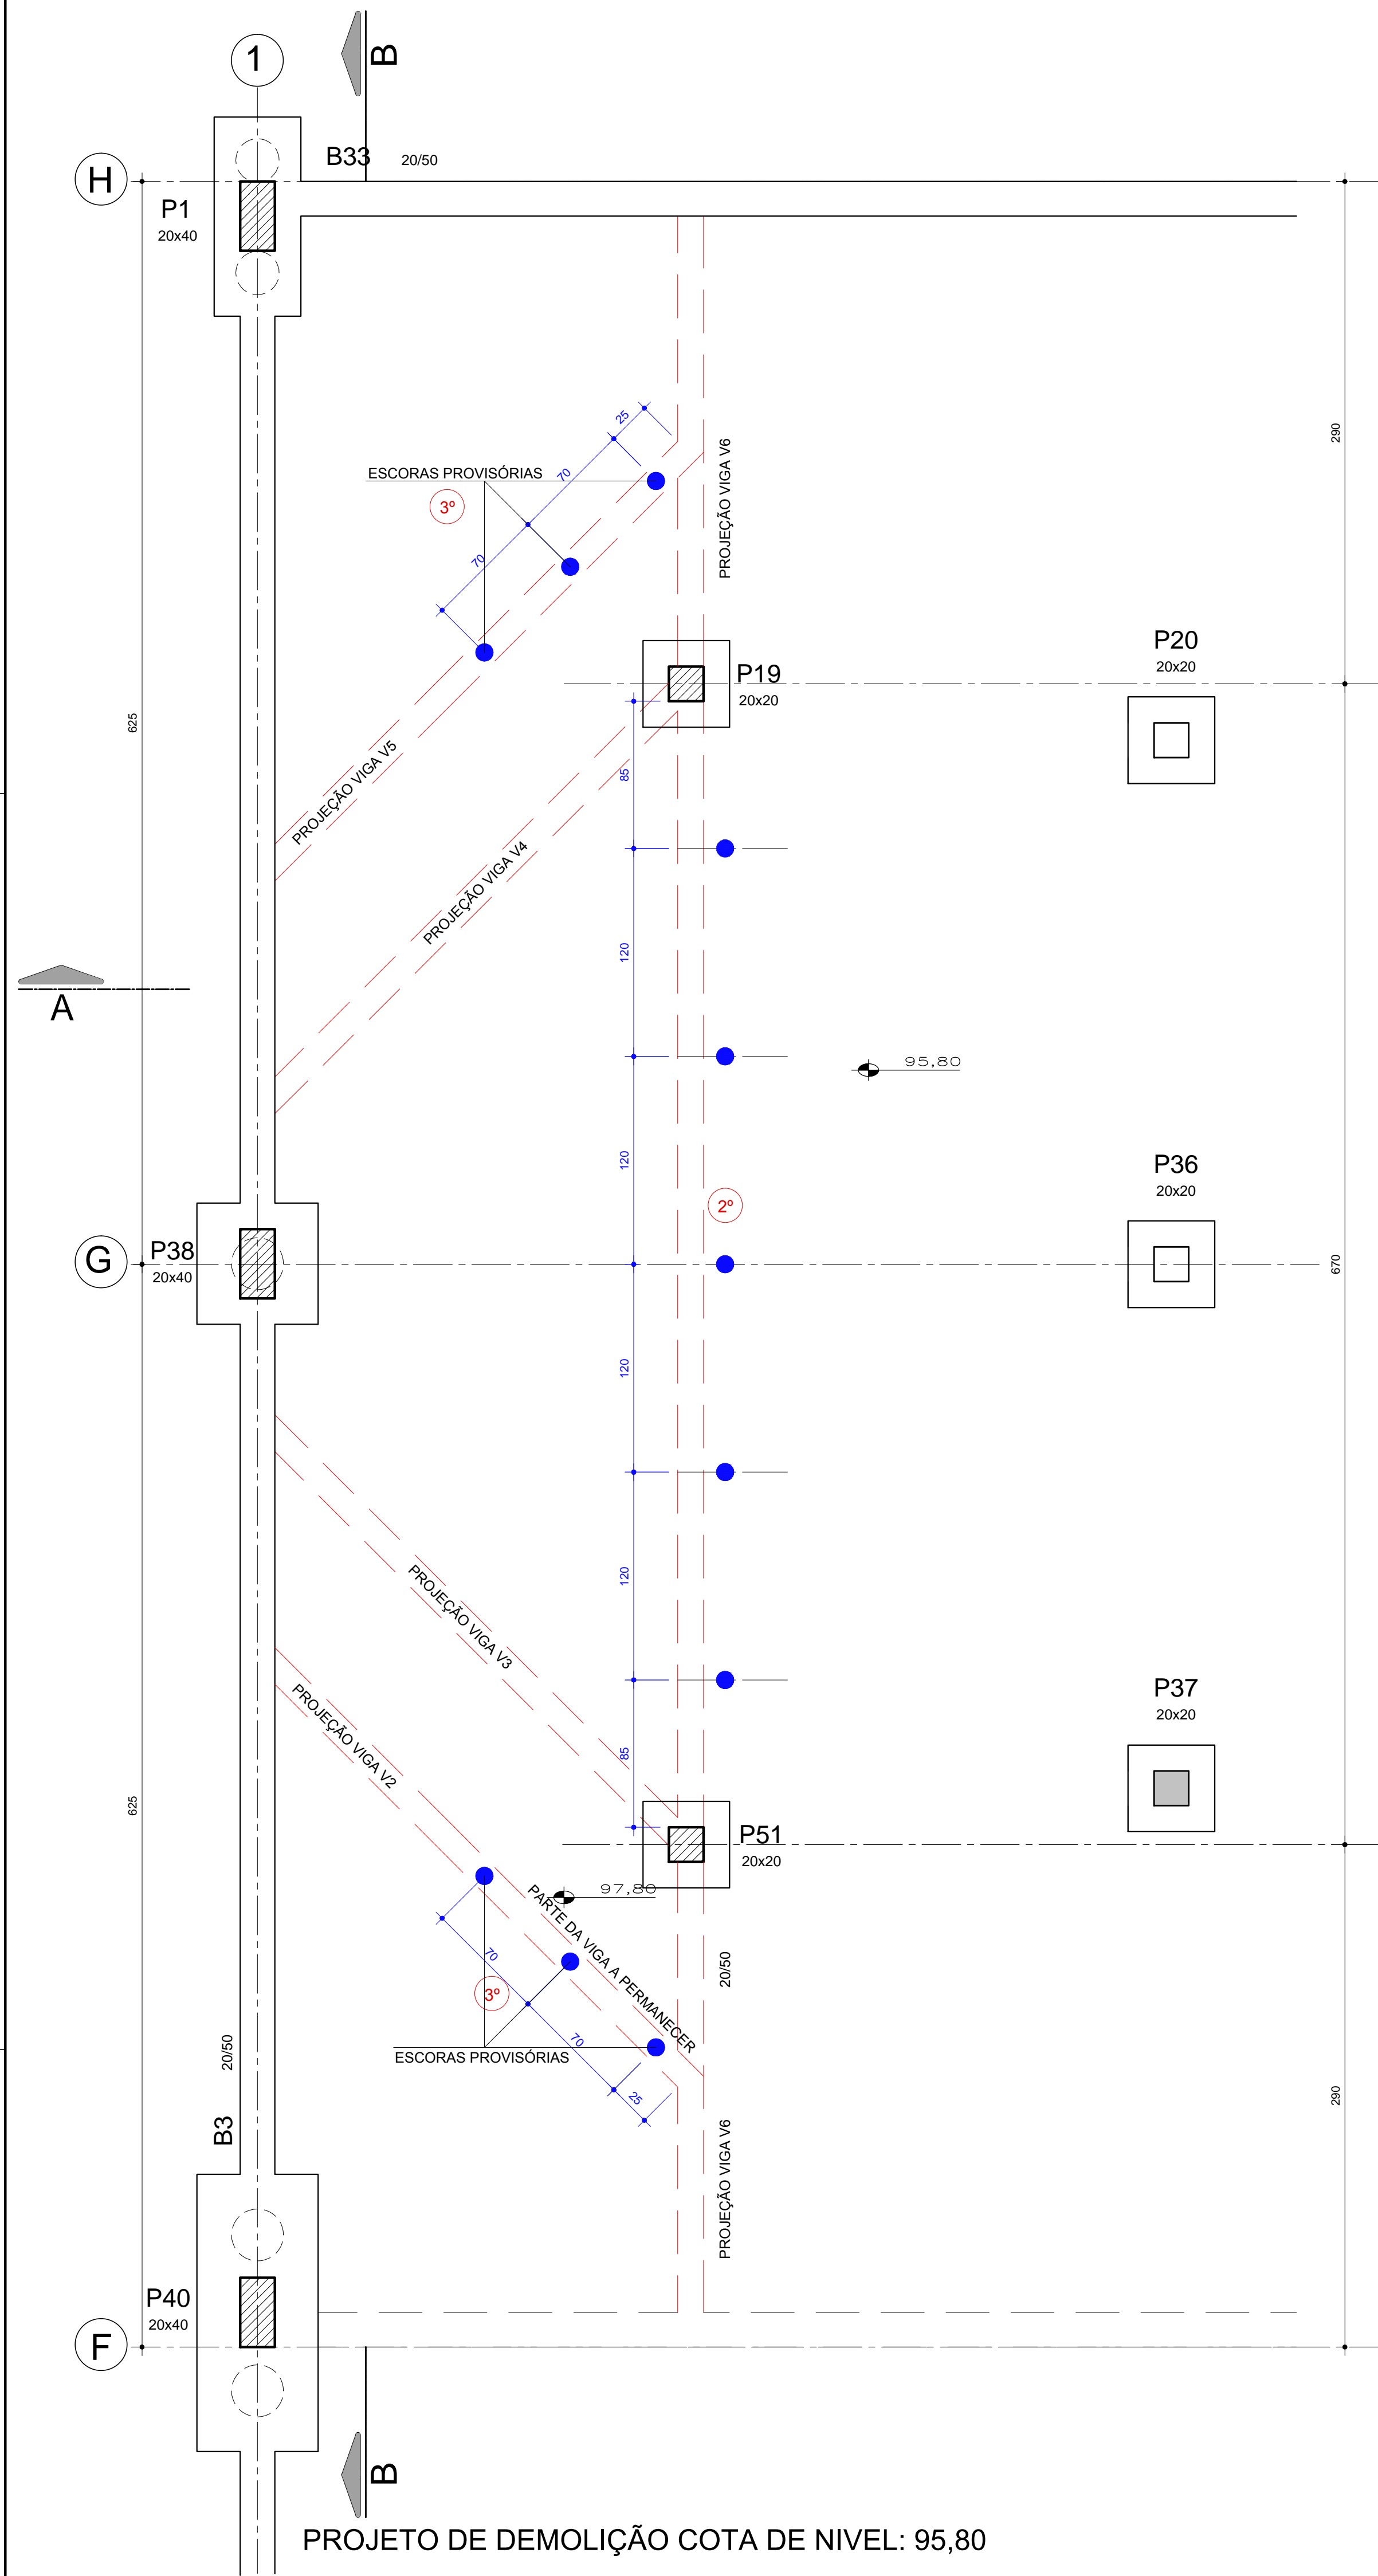 1
B
B33 20/50
H
P1
20x40
25
290
ESCORAS PROVISÓRIAS
70
3º
PROJEÇÃO VIGA V6
70
P20
20x20
P19
20x20
625
PROJEÇÃO VIGA V5
85
PROJEÇÃO VIGA V4
120
A
95,80
120
P36
20x20
2º
G
P38
20x40
670
120
120
PROJEÇÃO VIGA V3
P37
20x20
PROJEÇÃO VIGA V2
85
625
P51
20x20
97,80
PARTE DA VIGA A PERMANECER
70
20/50
3º
70
20/50
ESCORAS PROVISÓRIAS
25
290
B3
PROJEÇÃO VIGA V6
P40
20x40
F
B
PROJETO DE DEMOLIÇÃO COTA DE NIVEL: 95,80